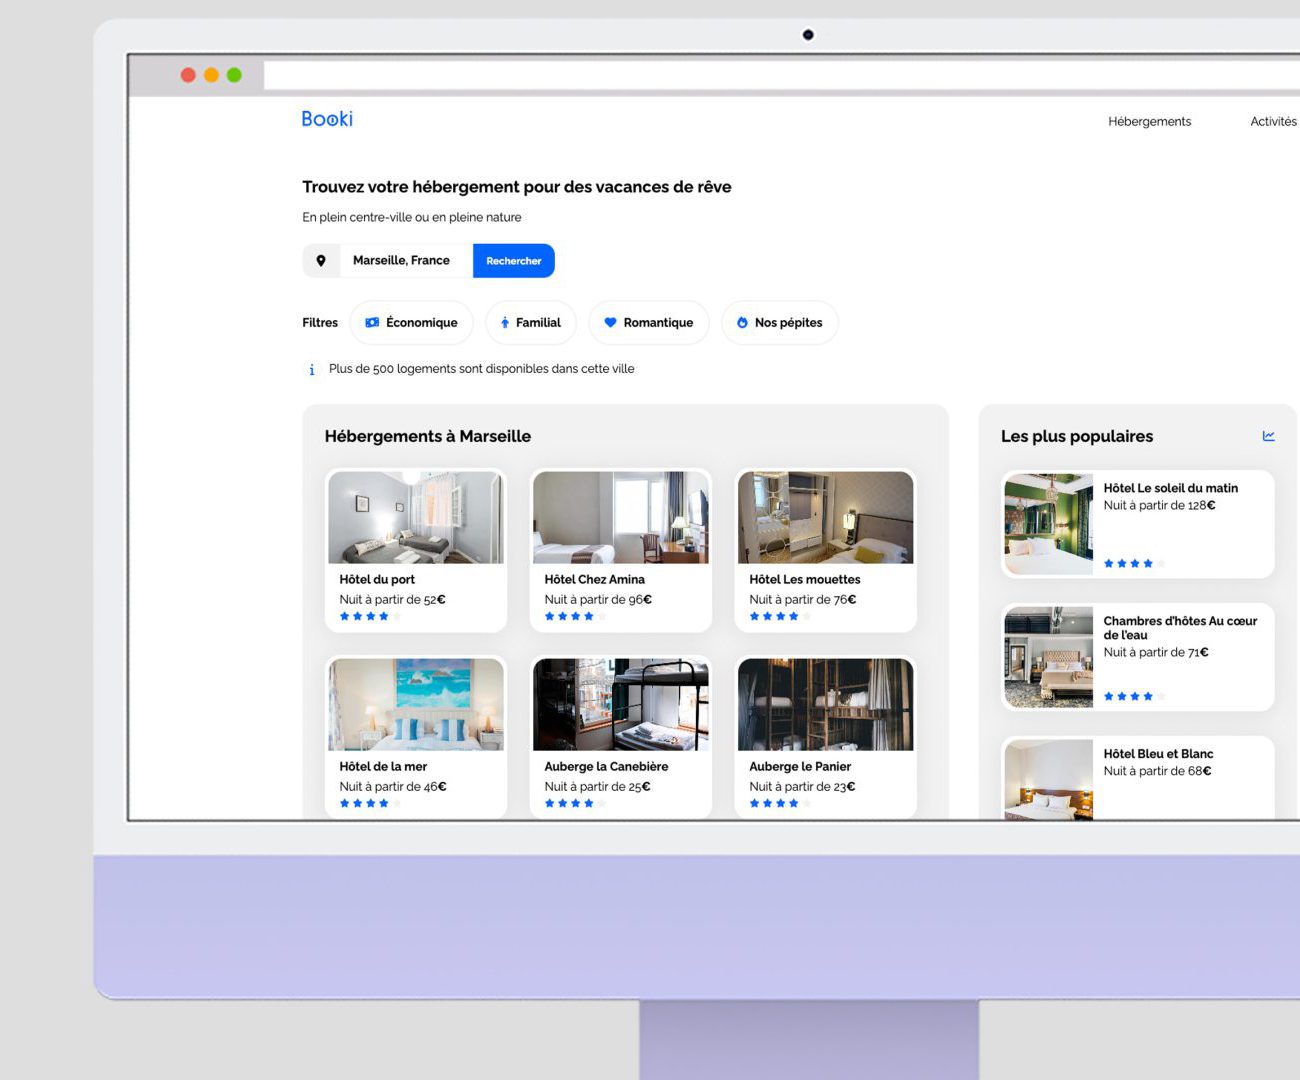 Booki
Hébergements
Activités
Trouvez votre hébergement pour des vacances de rêve
En plein centre-ville ou en pleine nature
Marseille, France
Rechercher
Filtres
Économique
Familial
Romantique
Nos pépites
Plus de 500 logements sont disponibles dans cette ville
Hébergements à Marseille
Hôtel du port
Nuit à partir de 52€
Hôtel Chez Amina
Nuit à partir de 96€
Hôtel Les mouettes
Nuit à partir de 76€
Hôtel de la mer
Nuit à partir de 46€
Auberge la Canebière
Nuit à partir de 25€
Auberge le Panier
Nuit à partir de 23€
Les plus populaires
Hôtel Le soleil du matin
Nuit à partir de 128€
Chambres d'hôtes Au cœur
de l'eau
Nuit à partir de 71€
Hôtel Bleu et Blanc
Nuit à partir de 68€